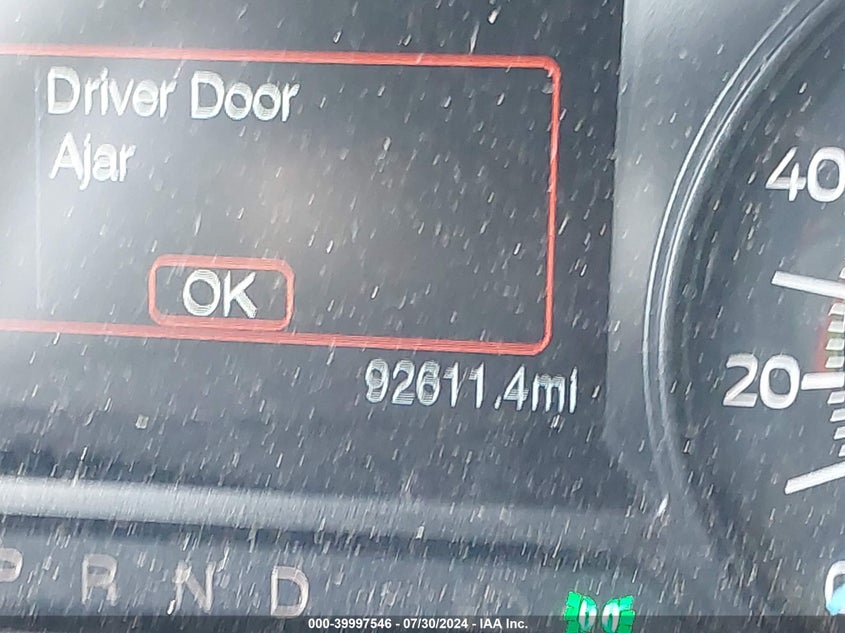 Driver Door
Ajar
OK
92611.4mi
40
20
P R N D
000-39997546 - 07/30/2024 - IAA Inc.